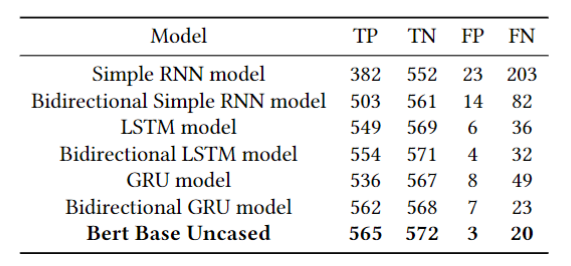 Model TP TN FP FN
Simple RNN model 382 552 23 203
Bidirectional Simple RNN model 503 561 14 82
LSTM model 549 569 6 36
Bidirectional LSTM model 554 571 4 32
GRU model 536 567 8 49
Bidirectional GRU model 562 568 7 23
Bert Base Uncased 565 572 3 20